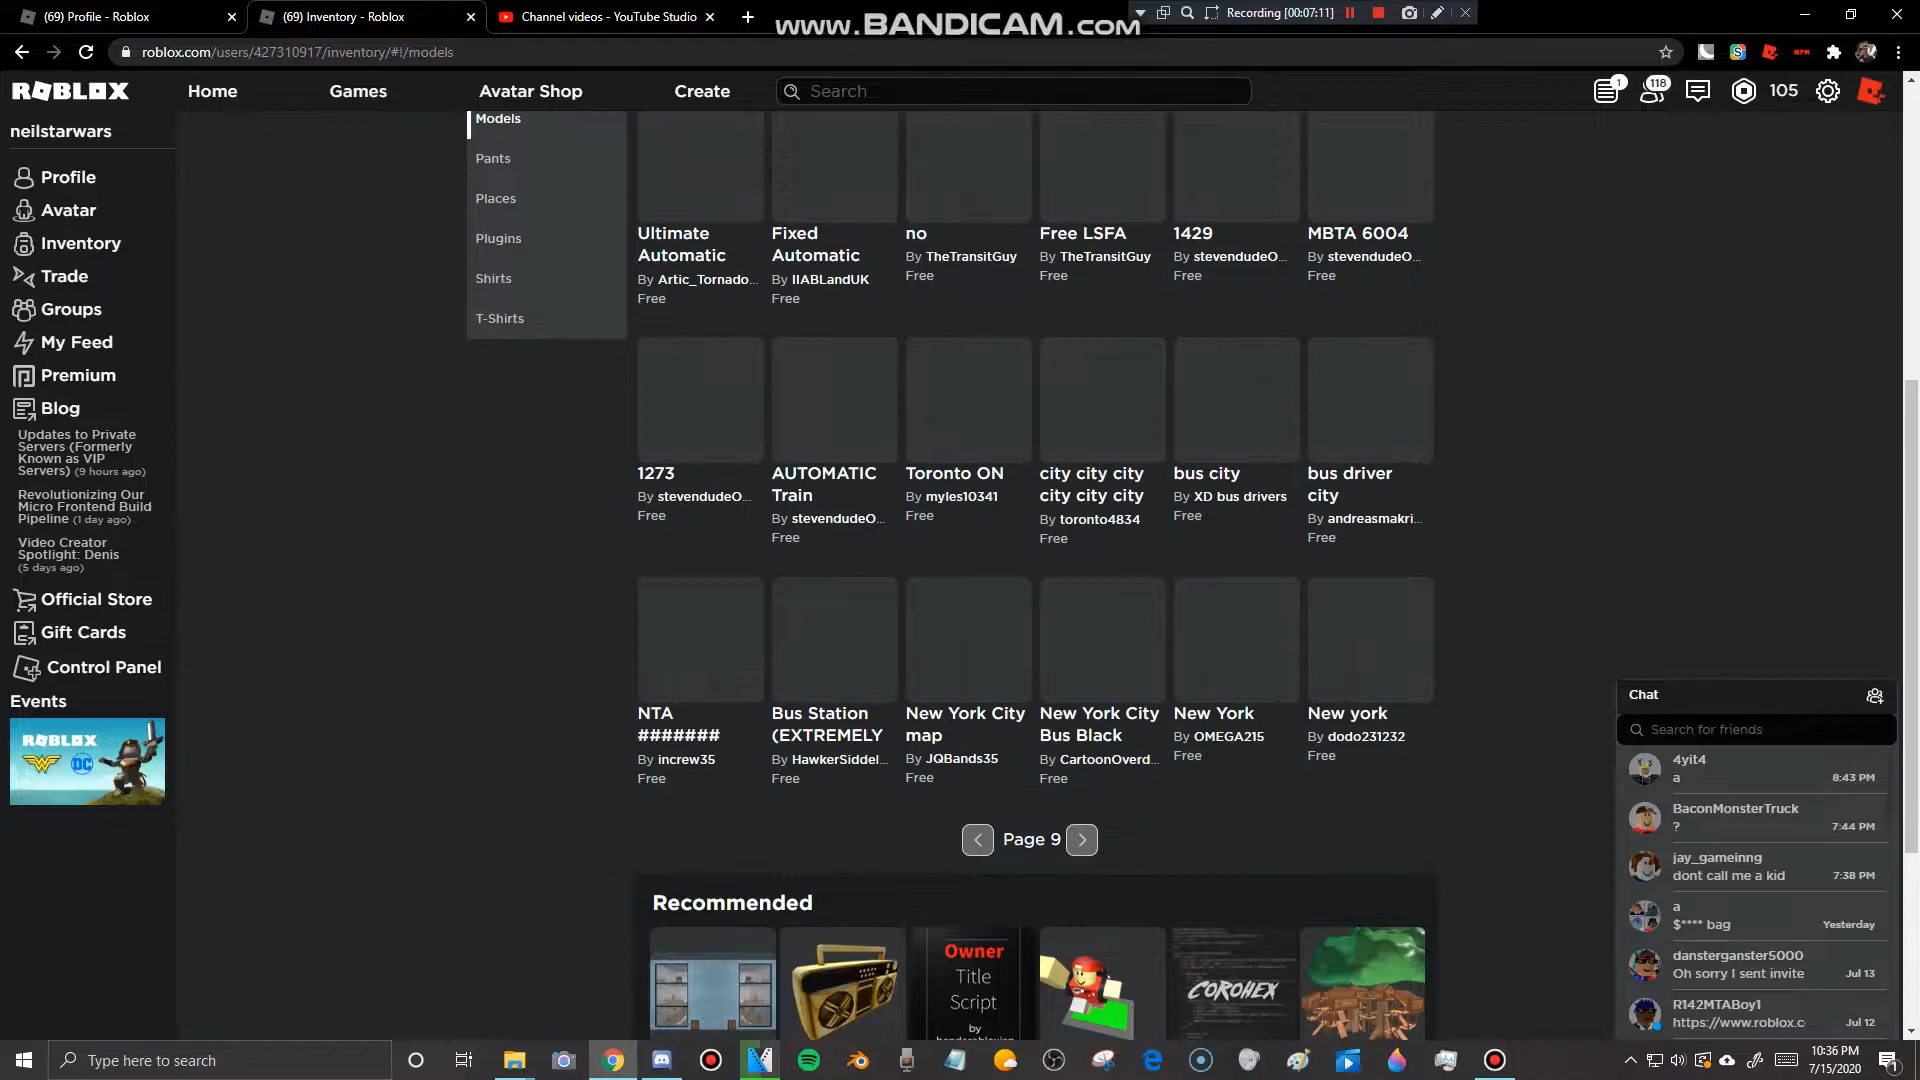 (69) Profile - Roblox
(69) Inventory - Roblox
Channel videos - YouTube Studio
www.BANDICAM.com
Recording [00:07:11]
roblox.com/users/427310917/inventory/#!/models
ROBLOX
Home
Games
Avatar Shop
Create
Search
1
118
105
neilstarwars
Profile
Avatar
Inventory
Trade
Groups
My Feed
Premium
Blog
Updates to Private
Servers (Formerly
Known as VIP
Servers) (9 hours ago)
Revolutionizing Our
Micro Frontend Build
Pipeline (1 day ago)
Video Creator
Spotlight: Denis
(5 days ago)
Official Store
Gift Cards
Control Panel
Events
ROBLOX
DC
Models
Pants
Places
Plugins
Shirts
T-Shirts
Ultimate
Automatic
By Artic_Tornado...
Free
Fixed
Automatic
By IIABLandUK
Free
no
By TheTransitGuy
Free
Free LSFA
By TheTransitGuy
Free
1429
By stevendudeO...
Free
MBTA 6004
By stevendudeO...
Free
1273
By stevendudeO...
Free
AUTOMATIC
Train
By stevendudeO...
Free
Toronto ON
By myles10341
Free
city city city
city city city
By toronto4834
Free
bus city
By XD bus drivers
Free
bus driver
city
By andreasmakri...
Free
NTA
#######
By increw35
Free
Bus Station
(EXTREMELY
By HawkerSiddel...
Free
New York City
map
By JQBands35
Free
New York City
Bus Black
By CartoonOverd...
Free
New York
By OMEGA215
Free
New york
By dodo231232
Free
Page 9
Recommended
Owner
Title
Script
by
COROHEX
Chat
Search for friends
4yit4
a
8:43 PM
BaconMonsterTruck
?
7:44 PM
jay_gameinng
dont call me a kid
7:38 PM
a
$**** bag
Yesterday
dansterganster5000
Oh sorry I sent invite
Jul 13
R142MTABoy1
https://www.roblox.c
Jul 12
Type here to search
10:36 PM
7/15/2020
1